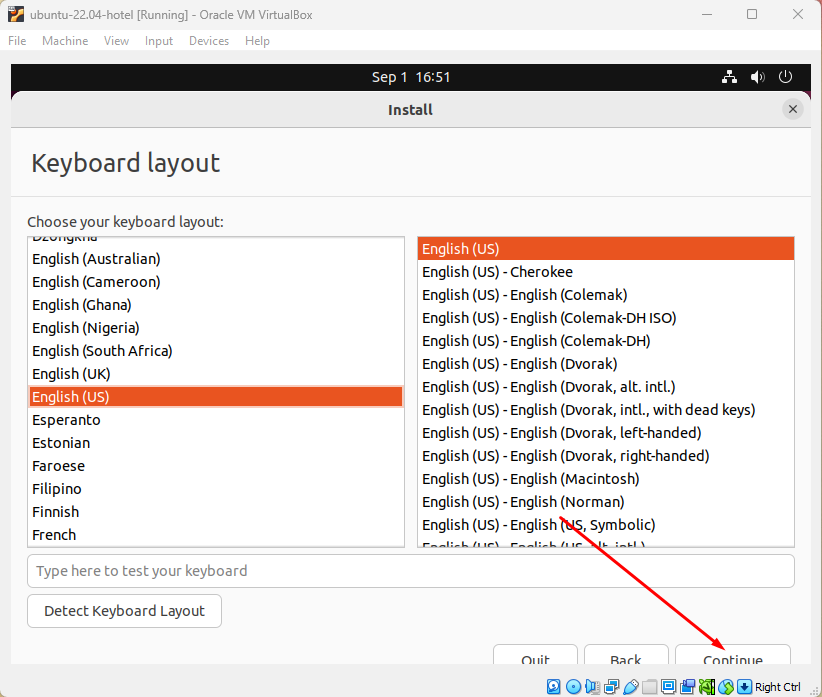 ubuntu-22.04-hotel [Running] - Oracle VM VirtualBox
File Machine View Input Devices Help
Sep 1 16:51
Install
Keyboard layout
Choose your keyboard layout:
Dzongkha
English (Australian)
English (Cameroon)
English (Ghana)
English (Nigeria)
English (South Africa)
English (UK)
English (US)
Esperanto
Estonian
Faroese
Filipino
Finnish
French
English (US)
English (US) - Cherokee
English (US) - English (Colemak)
English (US) - English (Colemak-DH ISO)
English (US) - English (Colemak-DH)
English (US) - English (Dvorak)
English (US) - English (Dvorak, alt. intl.)
English (US) - English (Dvorak, intl., with dead keys)
English (US) - English (Dvorak, left-handed)
English (US) - English (Dvorak, right-handed)
English (US) - English (Macintosh)
English (US) - English (Norman)
English (US) - English (US, Symbolic)
English (US) - English (US, alt. intl.)
Type here to test your keyboard
Detect Keyboard Layout
Quit Back Continue
Right Ctrl